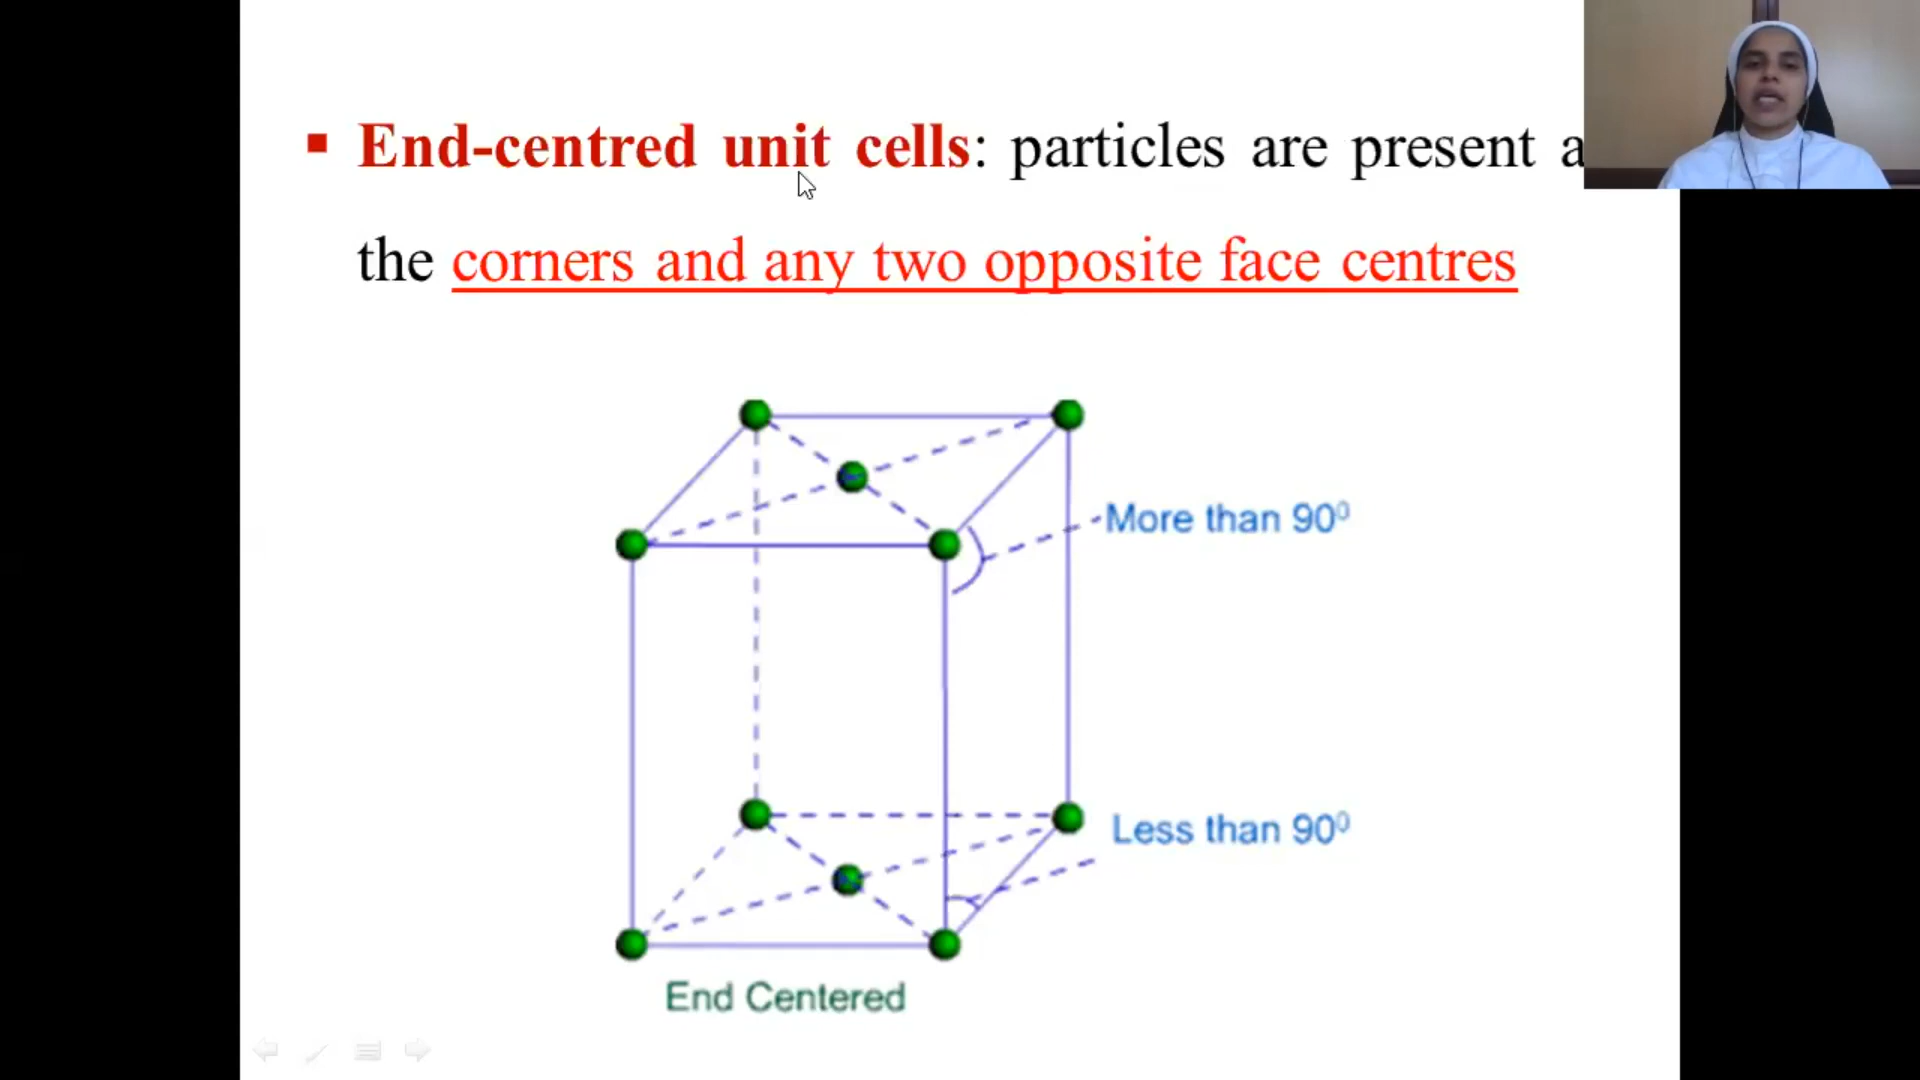 End-centred unit cells: particles are present a
the corners and any two opposite face centres
More than 90⁰
Less than 90⁰
End Centered